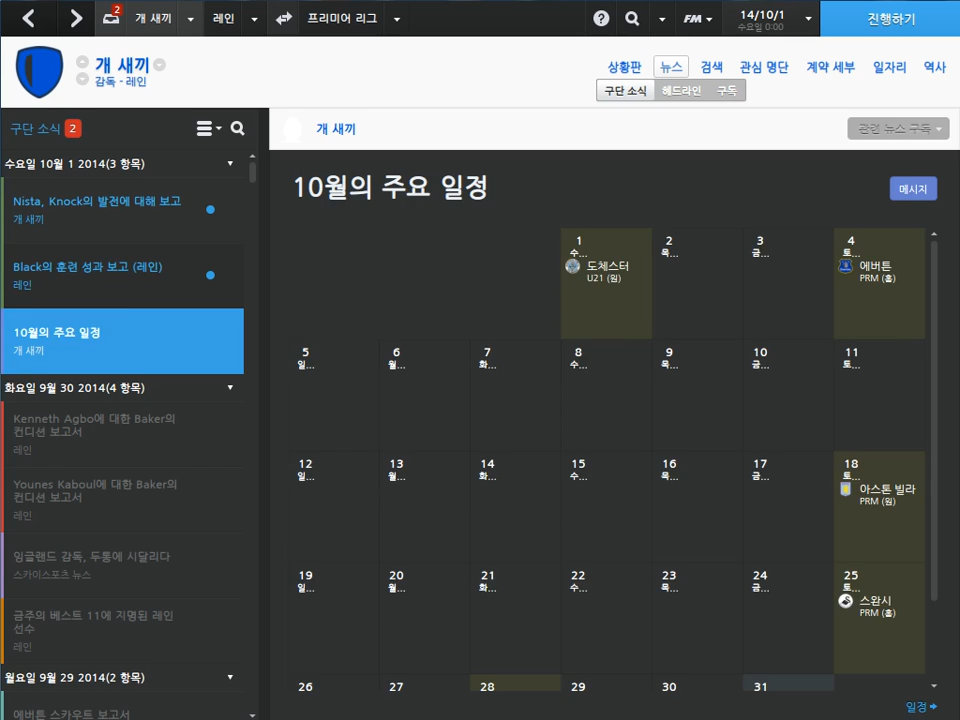 2
개 새끼
레인
프리미어 리그
?
FM
14/10/1
수요일 0:00
진행하기
개 새끼
감독 - 레인
상황판
뉴스
검색
관심 명단
계약 세부
일자리
역사
구단 소식
헤드라인
구독
구단 소식 2
개 새끼
관련 뉴스 구독
수요일 10월 1 2014(3 항목)
Nista, Knock의 발전에 대해 보고
개 새끼
Black의 훈련 성과 보고 (레인)
레인
10월의 주요 일정
개 새끼
화요일 9월 30 2014(4 항목)
Kenneth Agbo에 대한 Baker의
컨디션 보고서
레인
Younes Kaboul에 대한 Baker의
컨디션 보고서
레인
잉글랜드 감독, 두통에 시달리다
스카이스포츠 뉴스
금주의 베스트 11에 지명된 레인
선수
레인
월요일 9월 29 2014(2 항목)
에버튼 스카우트 보고서
10월의 주요 일정
메시지
1
수...
도체스터
U21 (원)
2
목...
3
금...
4
토...
에버튼
PRM (홈)
5
일...
6
월...
7
화...
8
수...
9
목...
10
금...
11
토...
12
일...
13
월...
14
화...
15
수...
16
목...
17
금...
18
토...
아스톤 빌라
PRM (원)
19
일...
20
월...
21
화...
22
수...
23
목...
24
금...
25
토...
스완시
PRM (홈)
26
27
28
29
30
31
일정